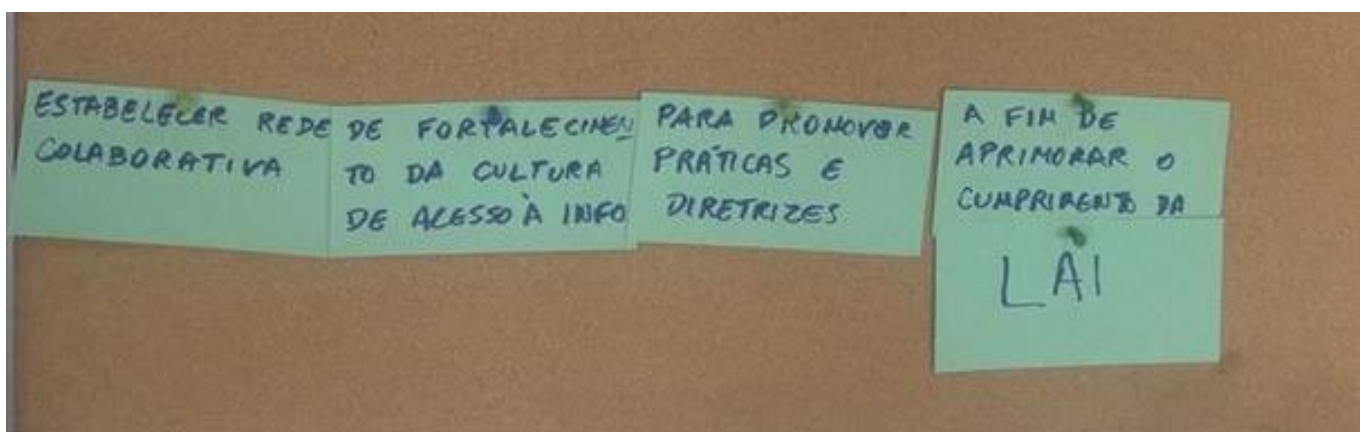 ESTABELECER REDE
COLABORATIVA
DE FORTALECIMEN
TO DA CULTURA
DE ACESSO À INFO
PARA PROMOVER
PRÁTICAS E
DIRETRIZES
A FIM DE
APRIMORAR O
CUMPRIMENTO DA
LAI